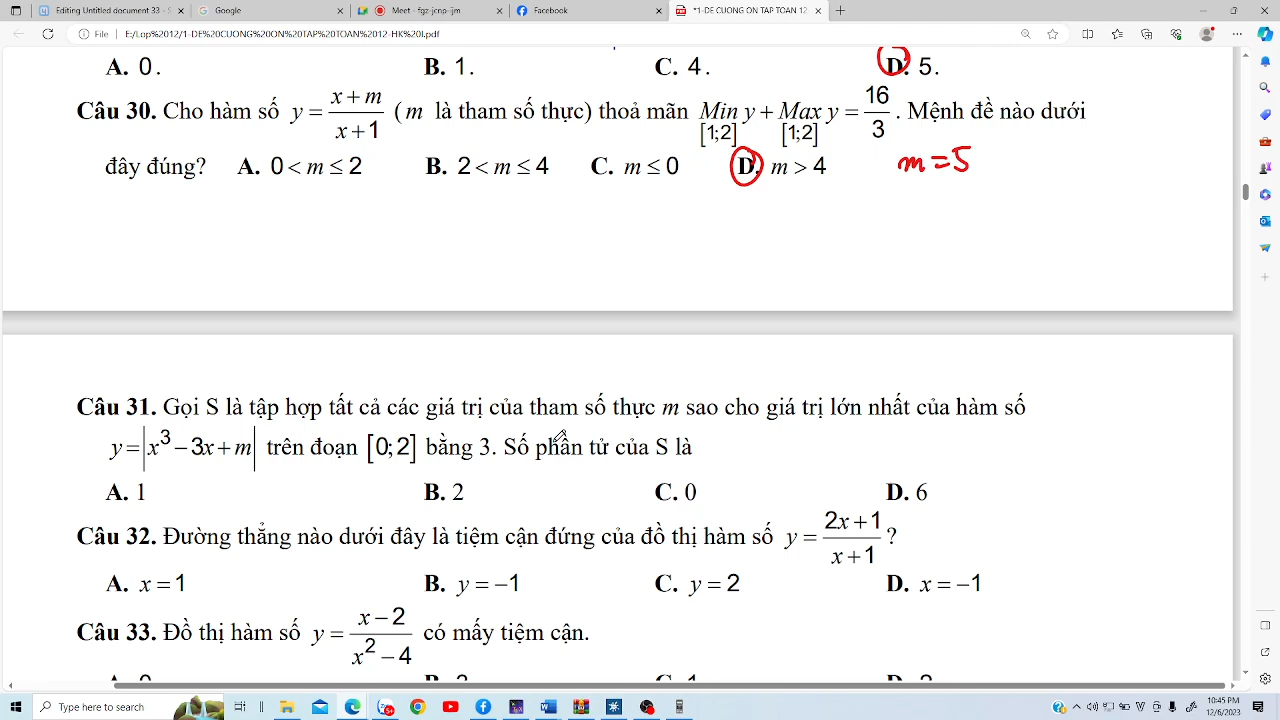 Editing Untitled document 33 - S
Google
Meet - fqz-jcnp-ijm
Facebook
*1-DE CUONG ON TAP TOAN 12-
File | E:/Lop%2012/1-DE%20CUONG%20ON%20TAP%20TOAN%2012-HK%20I.pdf
A. 0. B. 1. C. 4. D. 5.
Câu 30. Cho hàm số y = (x + m)/(x + 1) (m là tham số thực) thoả mãn Min y [1;2] + Max y [1;2] = 16/3. Mệnh đề nào dưới
đây đúng? A. 0 < m ≤ 2 B. 2 < m ≤ 4 C. m ≤ 0 D. m > 4 m = 5
Câu 31. Gọi S là tập hợp tất cả các giá trị của tham số thực m sao cho giá trị lớn nhất của hàm số
y = |x³ − 3x + m| trên đoạn [0;2] bằng 3. Số phần tử của S là
A. 1 B. 2 C. 0 D. 6
Câu 32. Đường thẳng nào dưới đây là tiệm cận đứng của đồ thị hàm số y = (2x + 1)/(x + 1) ?
A. x = 1 B. y = −1 C. y = 2 D. x = −1
Câu 33. Đồ thị hàm số y = (x − 2)/(x² − 4) có mấy tiệm cận.
Type here to search
10:45 PM
12/6/2023